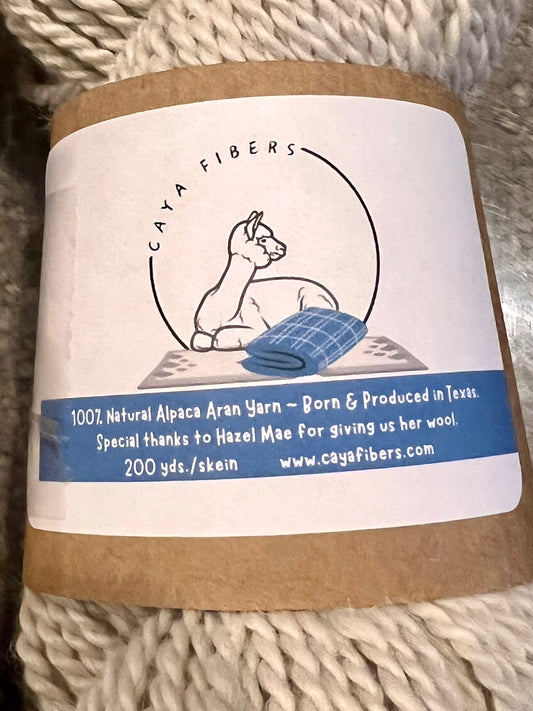 CAYA FIBERS
100% Natural Alpaca Aran Yarn ~ Born & Produced in Texas.
Special thanks to Hazel Mae for giving us her wool.
200 yds./skein www.cayafibers.com